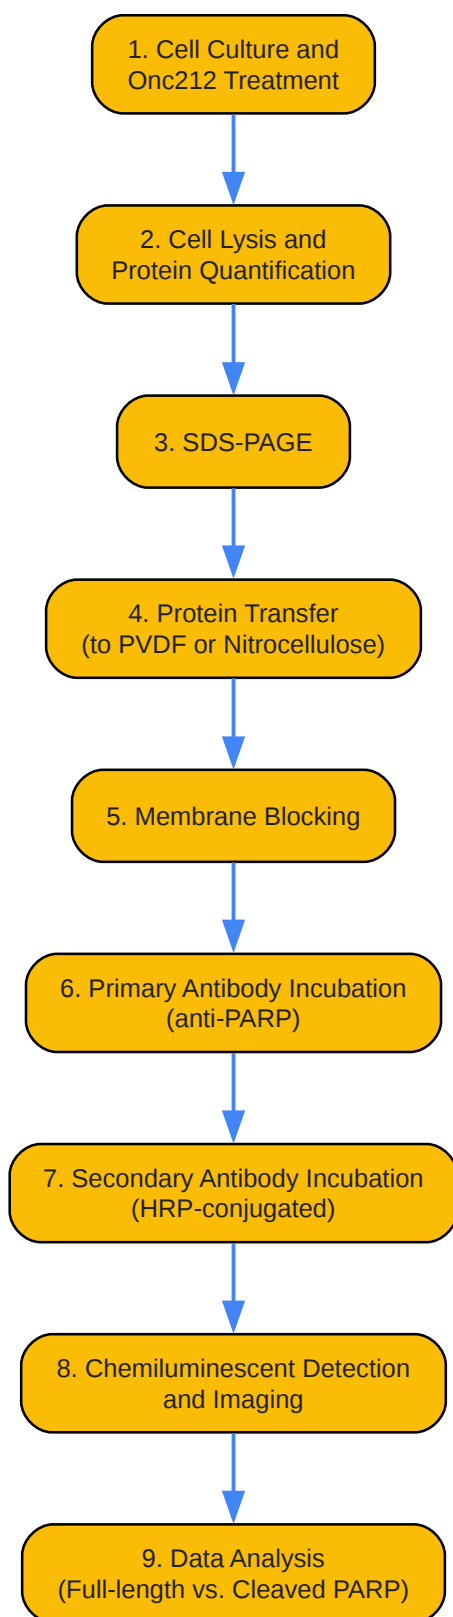 1. Cell Culture and
Onc212 Treatment
2. Cell Lysis and
Protein Quantification
3. SDS-PAGE
4. Protein Transfer
(to PVDF or Nitrocellulose)
5. Membrane Blocking
6. Primary Antibody Incubation
(anti-PARP)
7. Secondary Antibody Incubation
(HRP-conjugated)
8. Chemiluminescent Detection
and Imaging
9. Data Analysis
(Full-length vs. Cleaved PARP)